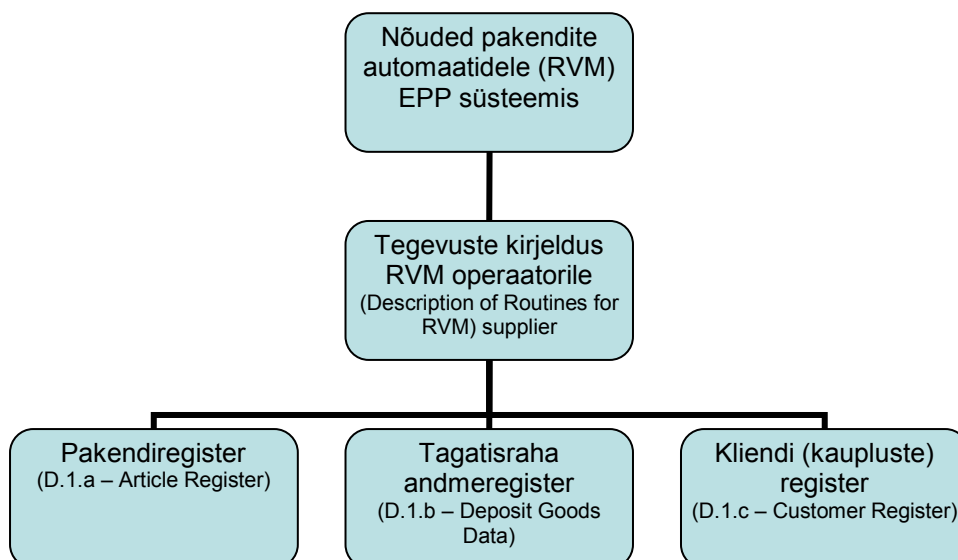 Nõuded pakendite
automaatidele (RVM)
EPP süsteemis
Tegevuste kirjeldus
RVM operaatorile
(Description of Routines for
RVM) supplier
Pakendiregister
(D.1.a – Article Register)
Tagatisraha
andmeregister
(D.1.b – Deposit Goods
Data)
Kliendi (kaupluste)
register
(D.1.c – Customer Register)